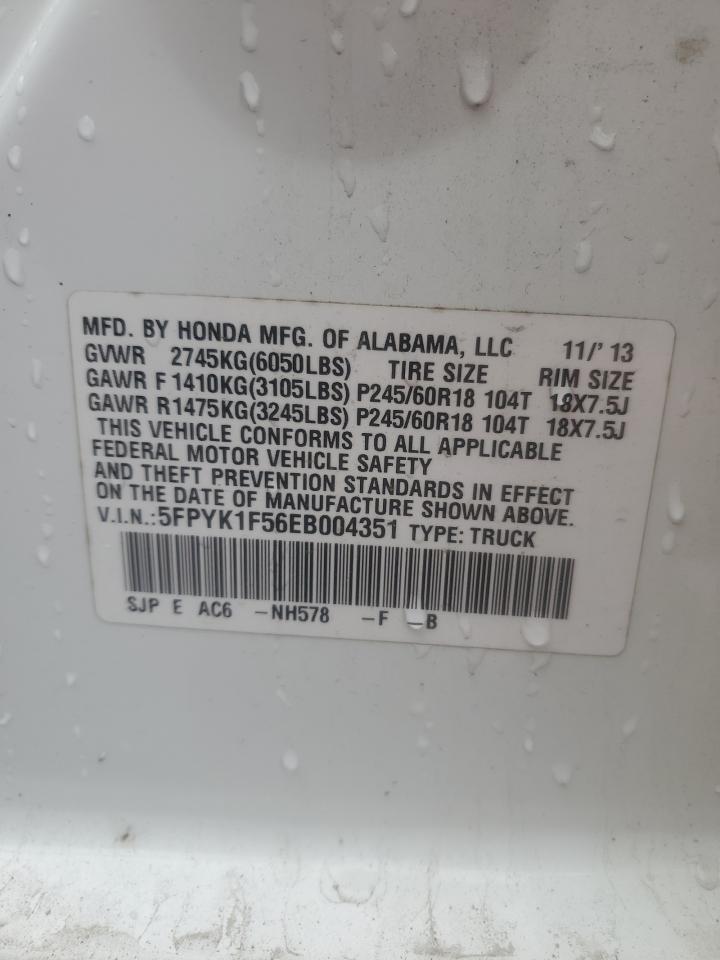 MFD. BY HONDA MFG. OF ALABAMA, LLC 11/' 13
GVWR 2745KG(6050LBS) TIRE SIZE RIM SIZE
GAWR F 1410KG(3105LBS) P245/60R18 104T 18X7.5J
GAWR R1475KG(3245LBS) P245/60R18 104T 18X7.5J
THIS VEHICLE CONFORMS TO ALL APPLICABLE
FEDERAL MOTOR VEHICLE SAFETY
AND THEFT PREVENTION STANDARDS IN EFFECT
ON THE DATE OF MANUFACTURE SHOWN ABOVE.
V.I.N.:5FPYK1F56EB004351 TYPE: TRUCK
SJP E AC6 -NH578 -F -B